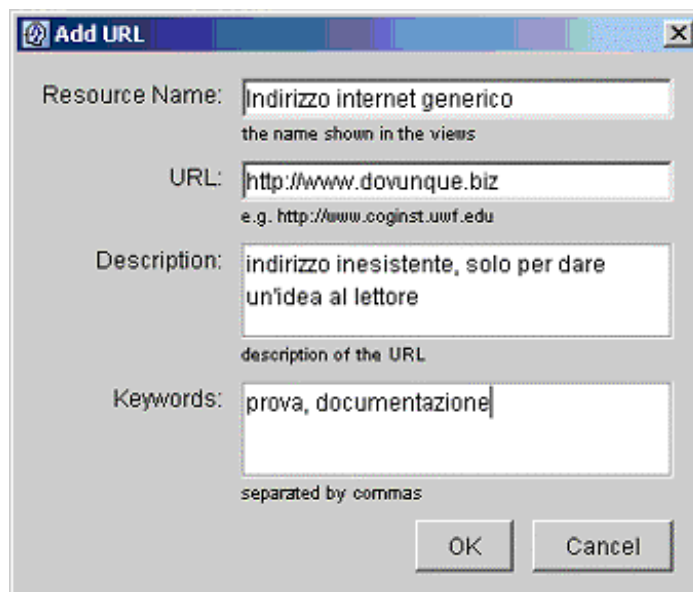 Add URL
Resource Name: Indirizzo internet generico
the name shown in the views
URL: http://www.dovunque.biz
e.g. http://www.coginst.uwf.edu
Description: indirizzo inesistente, solo per dare
un'idea al lettore
description of the URL
Keywords: prova, documentazione
separated by commas
OK Cancel